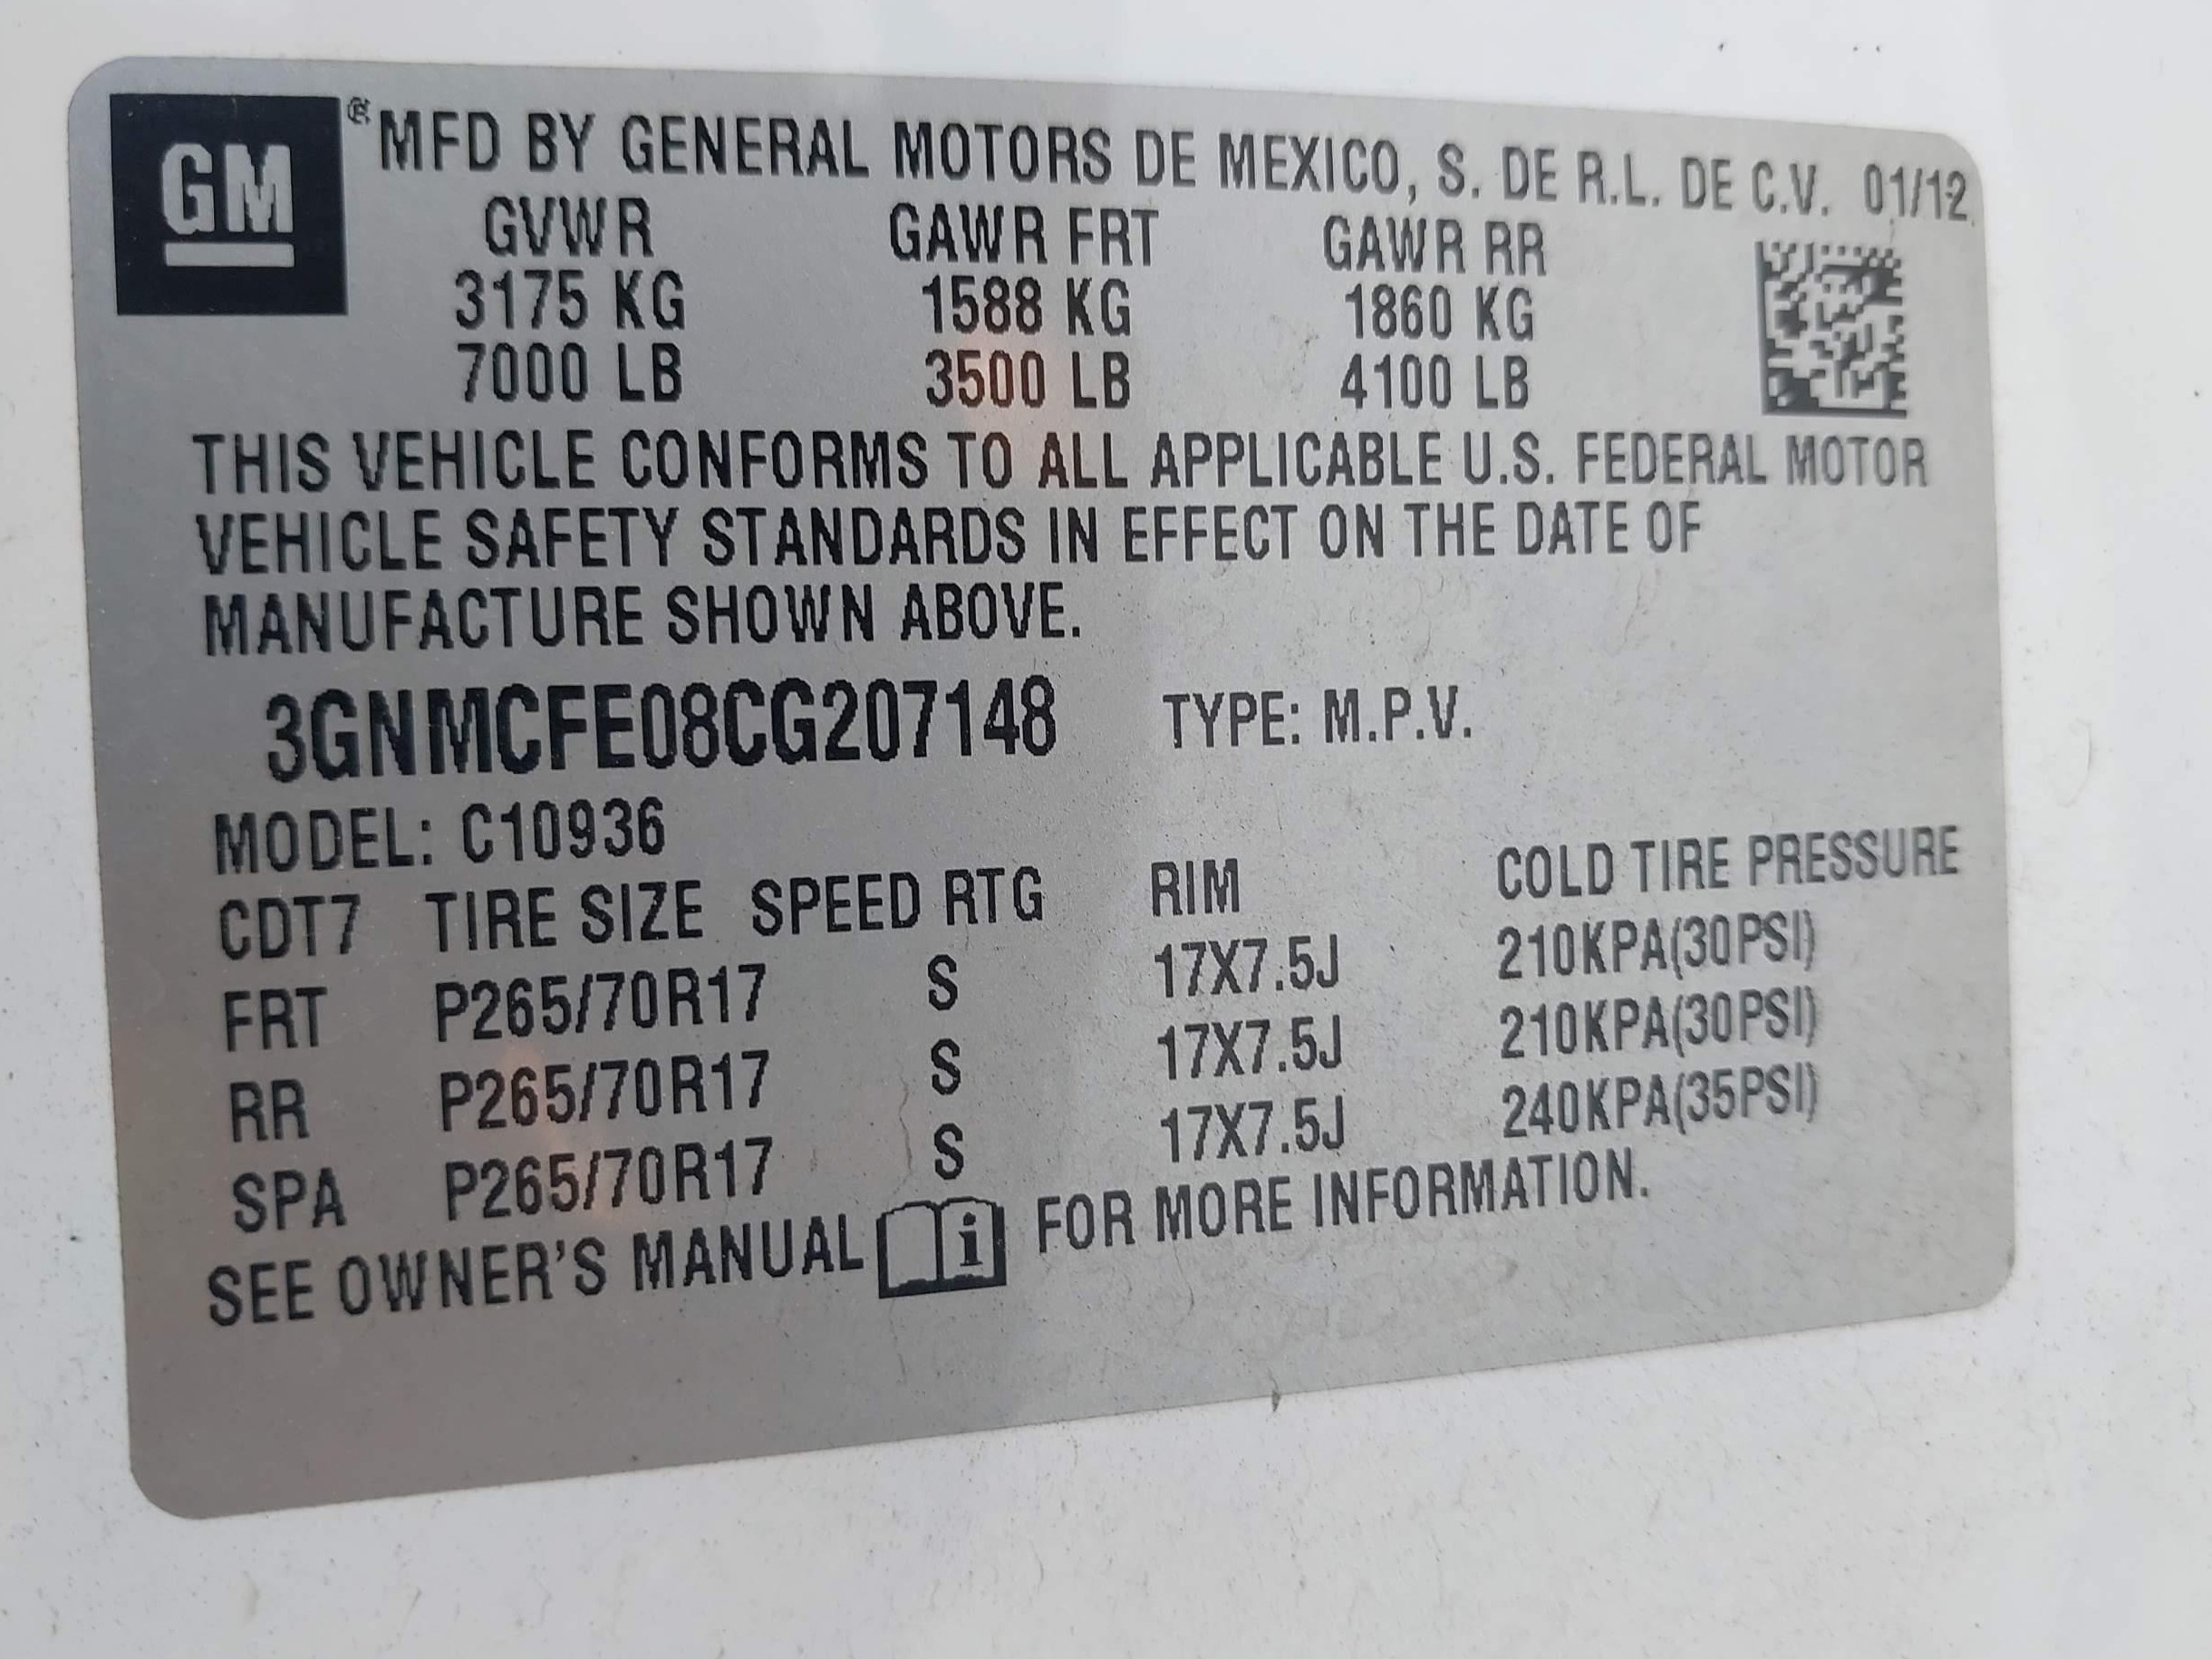 GM ® MFD BY GENERAL MOTORS DE MEXICO, S. DE R.L. DE C.V. 01/12
GVWR GAWR FRT GAWR RR
3175 KG 1588 KG 1860 KG
7000 LB 3500 LB 4100 LB
THIS VEHICLE CONFORMS TO ALL APPLICABLE U.S. FEDERAL MOTOR
VEHICLE SAFETY STANDARDS IN EFFECT ON THE DATE OF
MANUFACTURE SHOWN ABOVE.
3GNMCFE08CG207148 TYPE: M.P.V.
MODEL: C10936
CDT7 TIRE SIZE SPEED RTG RIM COLD TIRE PRESSURE
FRT P265/70R17 S 17X7.5J 210KPA(30PSI)
RR P265/70R17 S 17X7.5J 210KPA(30PSI)
SPA P265/70R17 S 17X7.5J 240KPA(35PSI)
SEE OWNER'S MANUAL i FOR MORE INFORMATION.